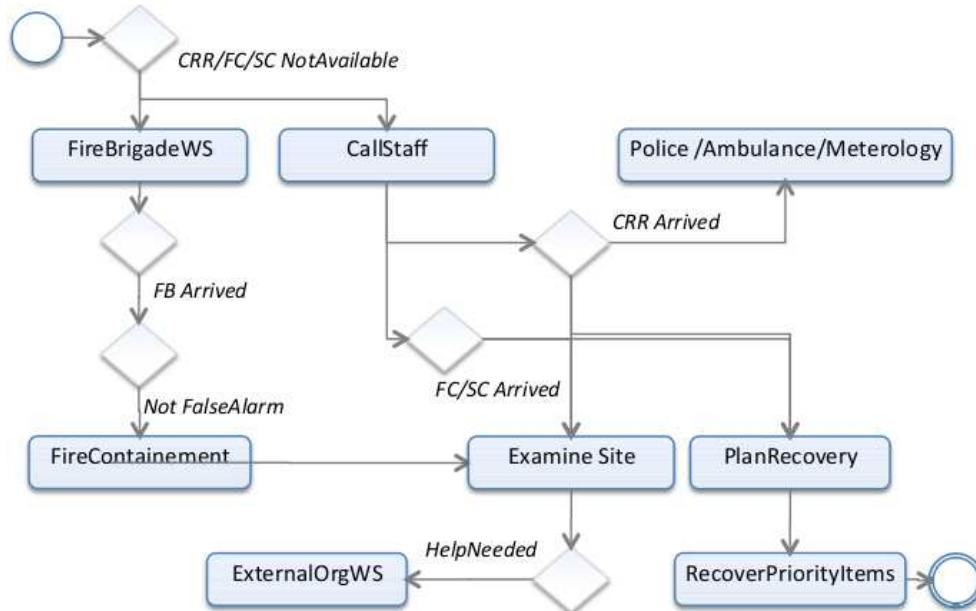 CRR/FC/SC NotAvailable
FireBrigadeWS
CallStaff
Police /Ambulance/Meterology
CRR Arrived
FB Arrived
FC/SC Arrived
Not FalseAlarm
FireContainement
Examine Site
PlanRecovery
HelpNeeded
ExternalOrgWS
RecoverPriorityItems